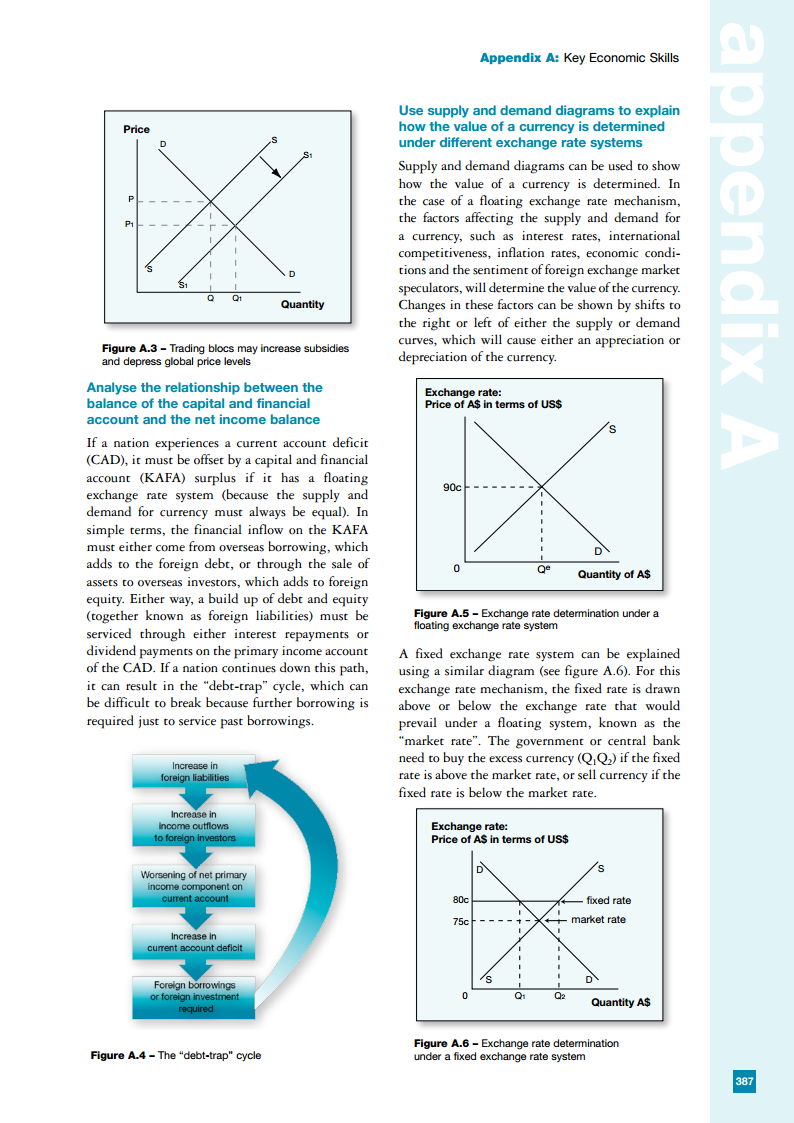 Appendix A: Key Economic Skills
appendix A
Price
D
S
S1
P
P1
S
S1
D
Q
Q1
Quantity
Figure A.3 – Trading blocs may increase subsidies
and depress global price levels
Analyse the relationship between the
balance of the capital and financial
account and the net income balance
If a nation experiences a current account deficit
(CAD), it must be offset by a capital and financial
account (KAFA) surplus if it has a floating
exchange rate system (because the supply and
demand for currency must always be equal). In
simple terms, the financial inflow on the KAFA
must either come from overseas borrowing, which
adds to the foreign debt, or through the sale of
assets to overseas investors, which adds to foreign
equity. Either way, a build up of debt and equity
(together known as foreign liabilities) must be
serviced through either interest repayments or
dividend payments on the primary income account
of the CAD. If a nation continues down this path,
it can result in the “debt-trap” cycle, which can
be difficult to break because further borrowing is
required just to service past borrowings.
Increase in
foreign liabilities
Increase in
income outflows
to foreign investors
Worsening of net primary
income component on
current account
Increase in
current account deficit
Foreign borrowings
or foreign investment
required
Figure A.4 – The “debt-trap” cycle
Use supply and demand diagrams to explain
how the value of a currency is determined
under different exchange rate systems
Supply and demand diagrams can be used to show
how the value of a currency is determined. In
the case of a floating exchange rate mechanism,
the factors affecting the supply and demand for
a currency, such as interest rates, international
competitiveness, inflation rates, economic condi-
tions and the sentiment of foreign exchange market
speculators, will determine the value of the currency.
Changes in these factors can be shown by shifts to
the right or left of either the supply or demand
curves, which will cause either an appreciation or
depreciation of the currency.
Exchange rate:
Price of A$ in terms of US$
S
90c
D
0
Qe
Quantity of A$
Figure A.5 – Exchange rate determination under a
floating exchange rate system
A fixed exchange rate system can be explained
using a similar diagram (see figure A.6). For this
exchange rate mechanism, the fixed rate is drawn
above or below the exchange rate that would
prevail under a floating system, known as the
“market rate”. The government or central bank
need to buy the excess currency (Q₁Q₂) if the fixed
rate is above the market rate, or sell currency if the
fixed rate is below the market rate.
Exchange rate:
Price of A$ in terms of US$
D
S
80c
fixed rate
75c
market rate
S
D
0
Q1
Q2
Quantity A$
Figure A.6 – Exchange rate determination
under a fixed exchange rate system
387